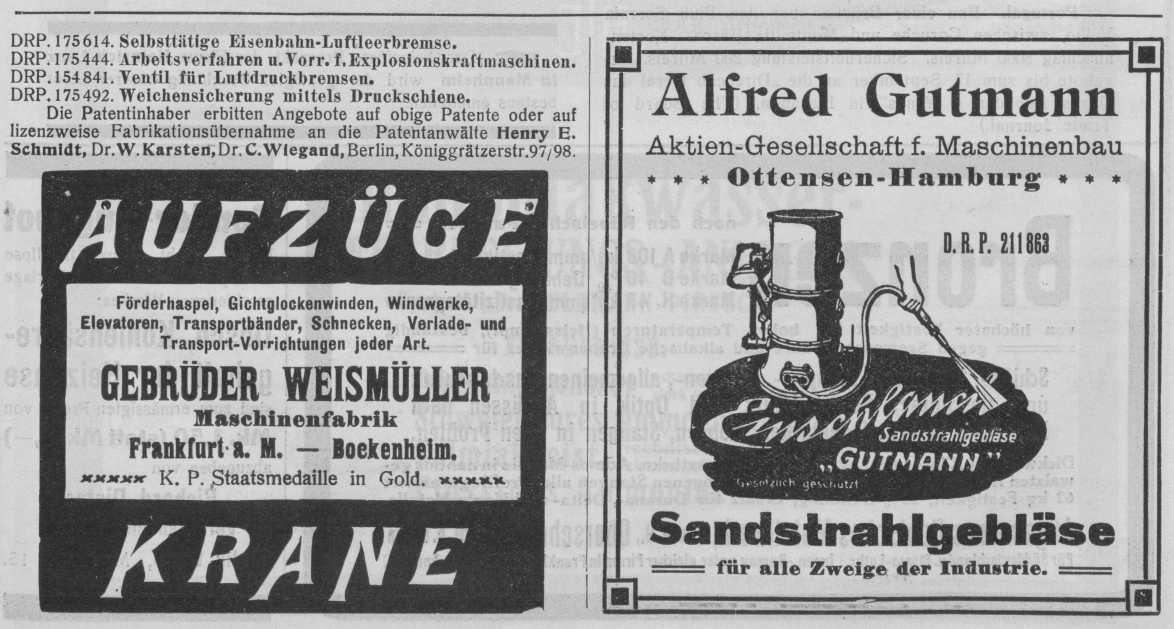 DRP. 175614. Selbsttätige Eisenbahn-Luftleerbremse.
DRP. 175444. Arbeitsverfahren u. Vorr. f. Explosionskraftmaschinen.
DRP. 154841. Ventil für Luftdruckbremsen.
DRP. 175492. Weichensicherung mittels Druckschiene.
Die Patentinhaber erbitten Angebote auf obige Patente oder auf
lizenzweise Fabrikationsübernahme an die Patentanwälte Henry E.
Schmidt, Dr. W. Karsten, Dr. C. Wiegand, Berlin, Königgrätzerstr. 97/98.
AUFZÜGE
Förderhaspel, Gichtglockenwinden, Windwerke,
Elevatoren, Transportbänder, Schnecken, Verlade- und
Transport-Vorrichtungen jeder Art.
GEBRÜDER WEISMÜLLER
Maschinenfabrik
Frankfurt a. M. — Bockenheim.
xxxxx K. P. Staatsmedaille in Gold. xxxxx
KRANE
Alfred Gutmann
Aktien-Gesellschaft f. Maschinenbau
* * * Ottensen-Hamburg * * *
D. R. P. 211863
Einschlauch
Sandstrahlgebläse
„GUTMANN"
Gesetzlich geschützt
Sandstrahlgebläse
für alle Zweige der Industrie.